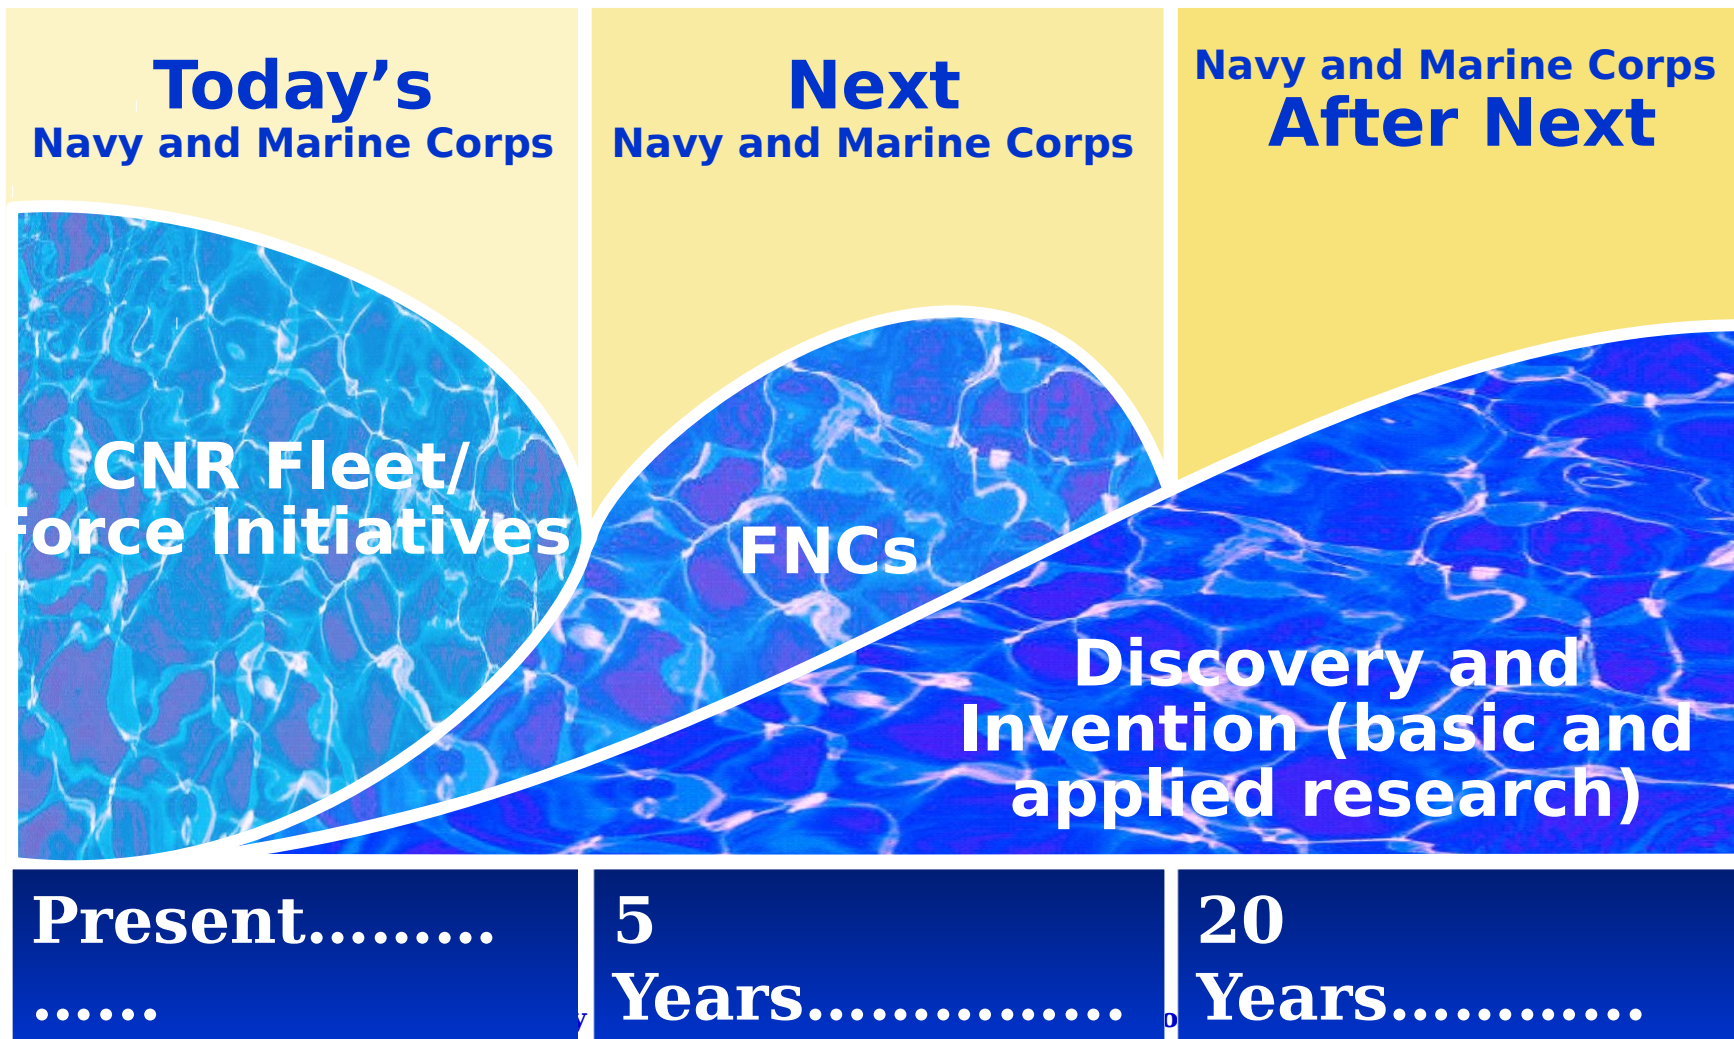 Today’s
Navy and Marine Corps
Next
Navy and Marine Corps
Navy and Marine Corps
After Next
CNR Fleet/
Force Initiatives
FNCs
Discovery and
Invention (basic and
applied research)
Present………
……
5
Years……………
20
Years…………